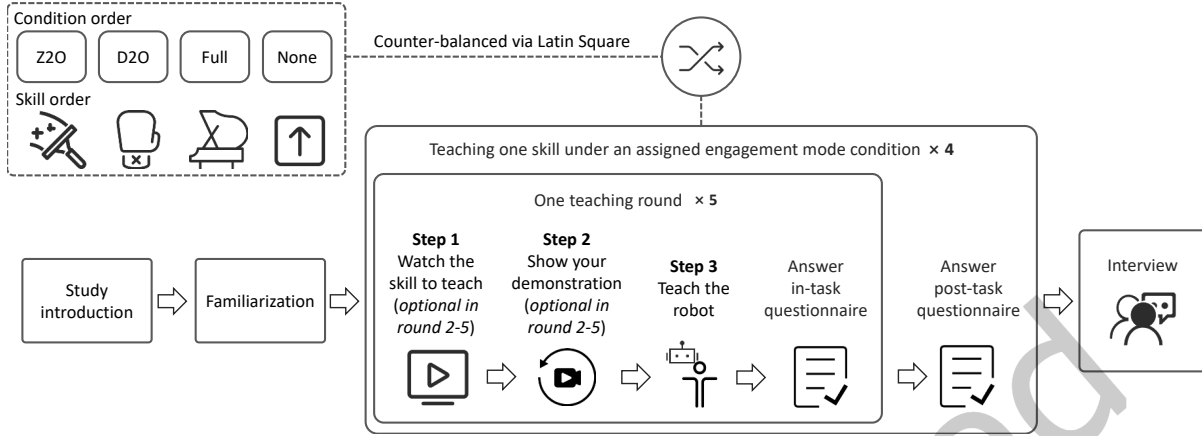 Condition order
Z2O
D2O
Full
None
Skill order
Counter-balanced via Latin Square
Teaching one skill under an assigned engagement mode condition × 4
One teaching round × 5
Study
introduction
Familiarization
Step 1
Watch the
skill to teach
(optional in
round 2-5)
Step 2
Show your
demonstration
(optional in
round 2-5)
Step 3
Teach the
robot
Answer
in-task
questionnaire
Answer
post-task
questionnaire
Interview